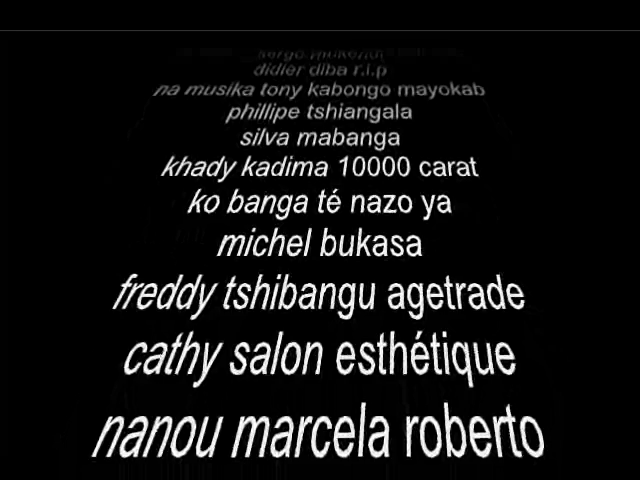 didier diba r.i.p
na musika tony kabongo mayokab
phillipe tshiangala
silva mabanga
khady kadima 10000 carat
ko banga té nazo ya
michel bukasa
freddy tshibangu agetrade
cathy salon esthétique
nanou marcela roberto